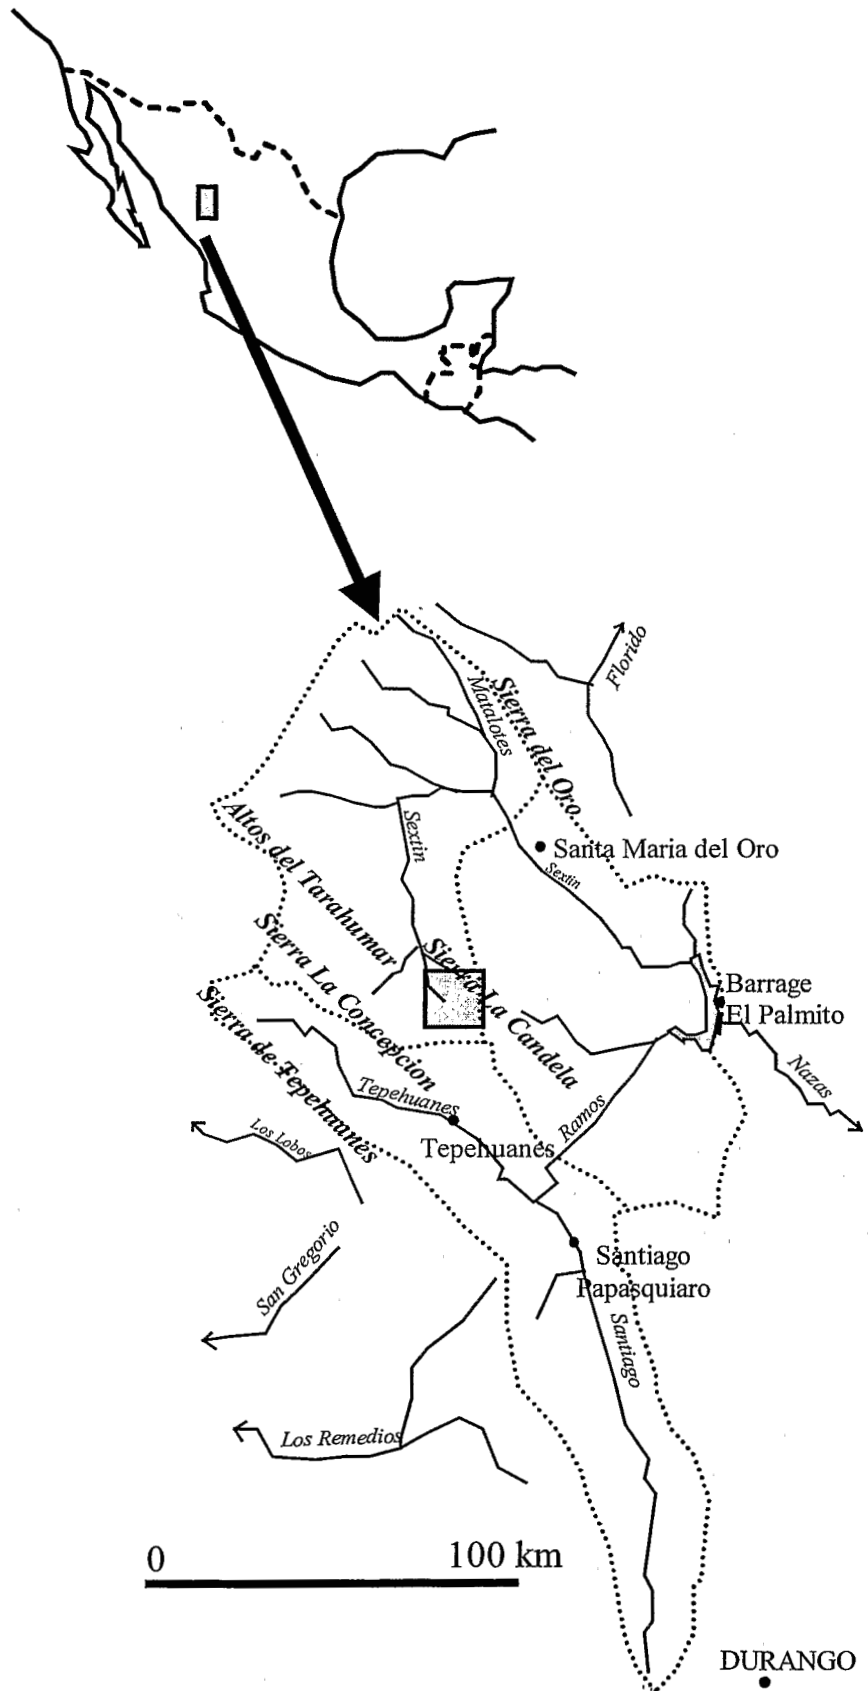 Florido
Matalotes
Sierra del Oro
Altos del Tarahumar
Sextin
Santa Maria del Oro
Sextin
Sierra La Concepcion
Sierra La Candela
Barrage
El Palmito
Sierra de Tepehuanes
Nazas
Tepehuanes
Ramos
Los Lobos
Tepehuanes
San Gregorio
Santiago
Papasquiaro
Santiago
Los Remedios
0 100 km
DURANGO